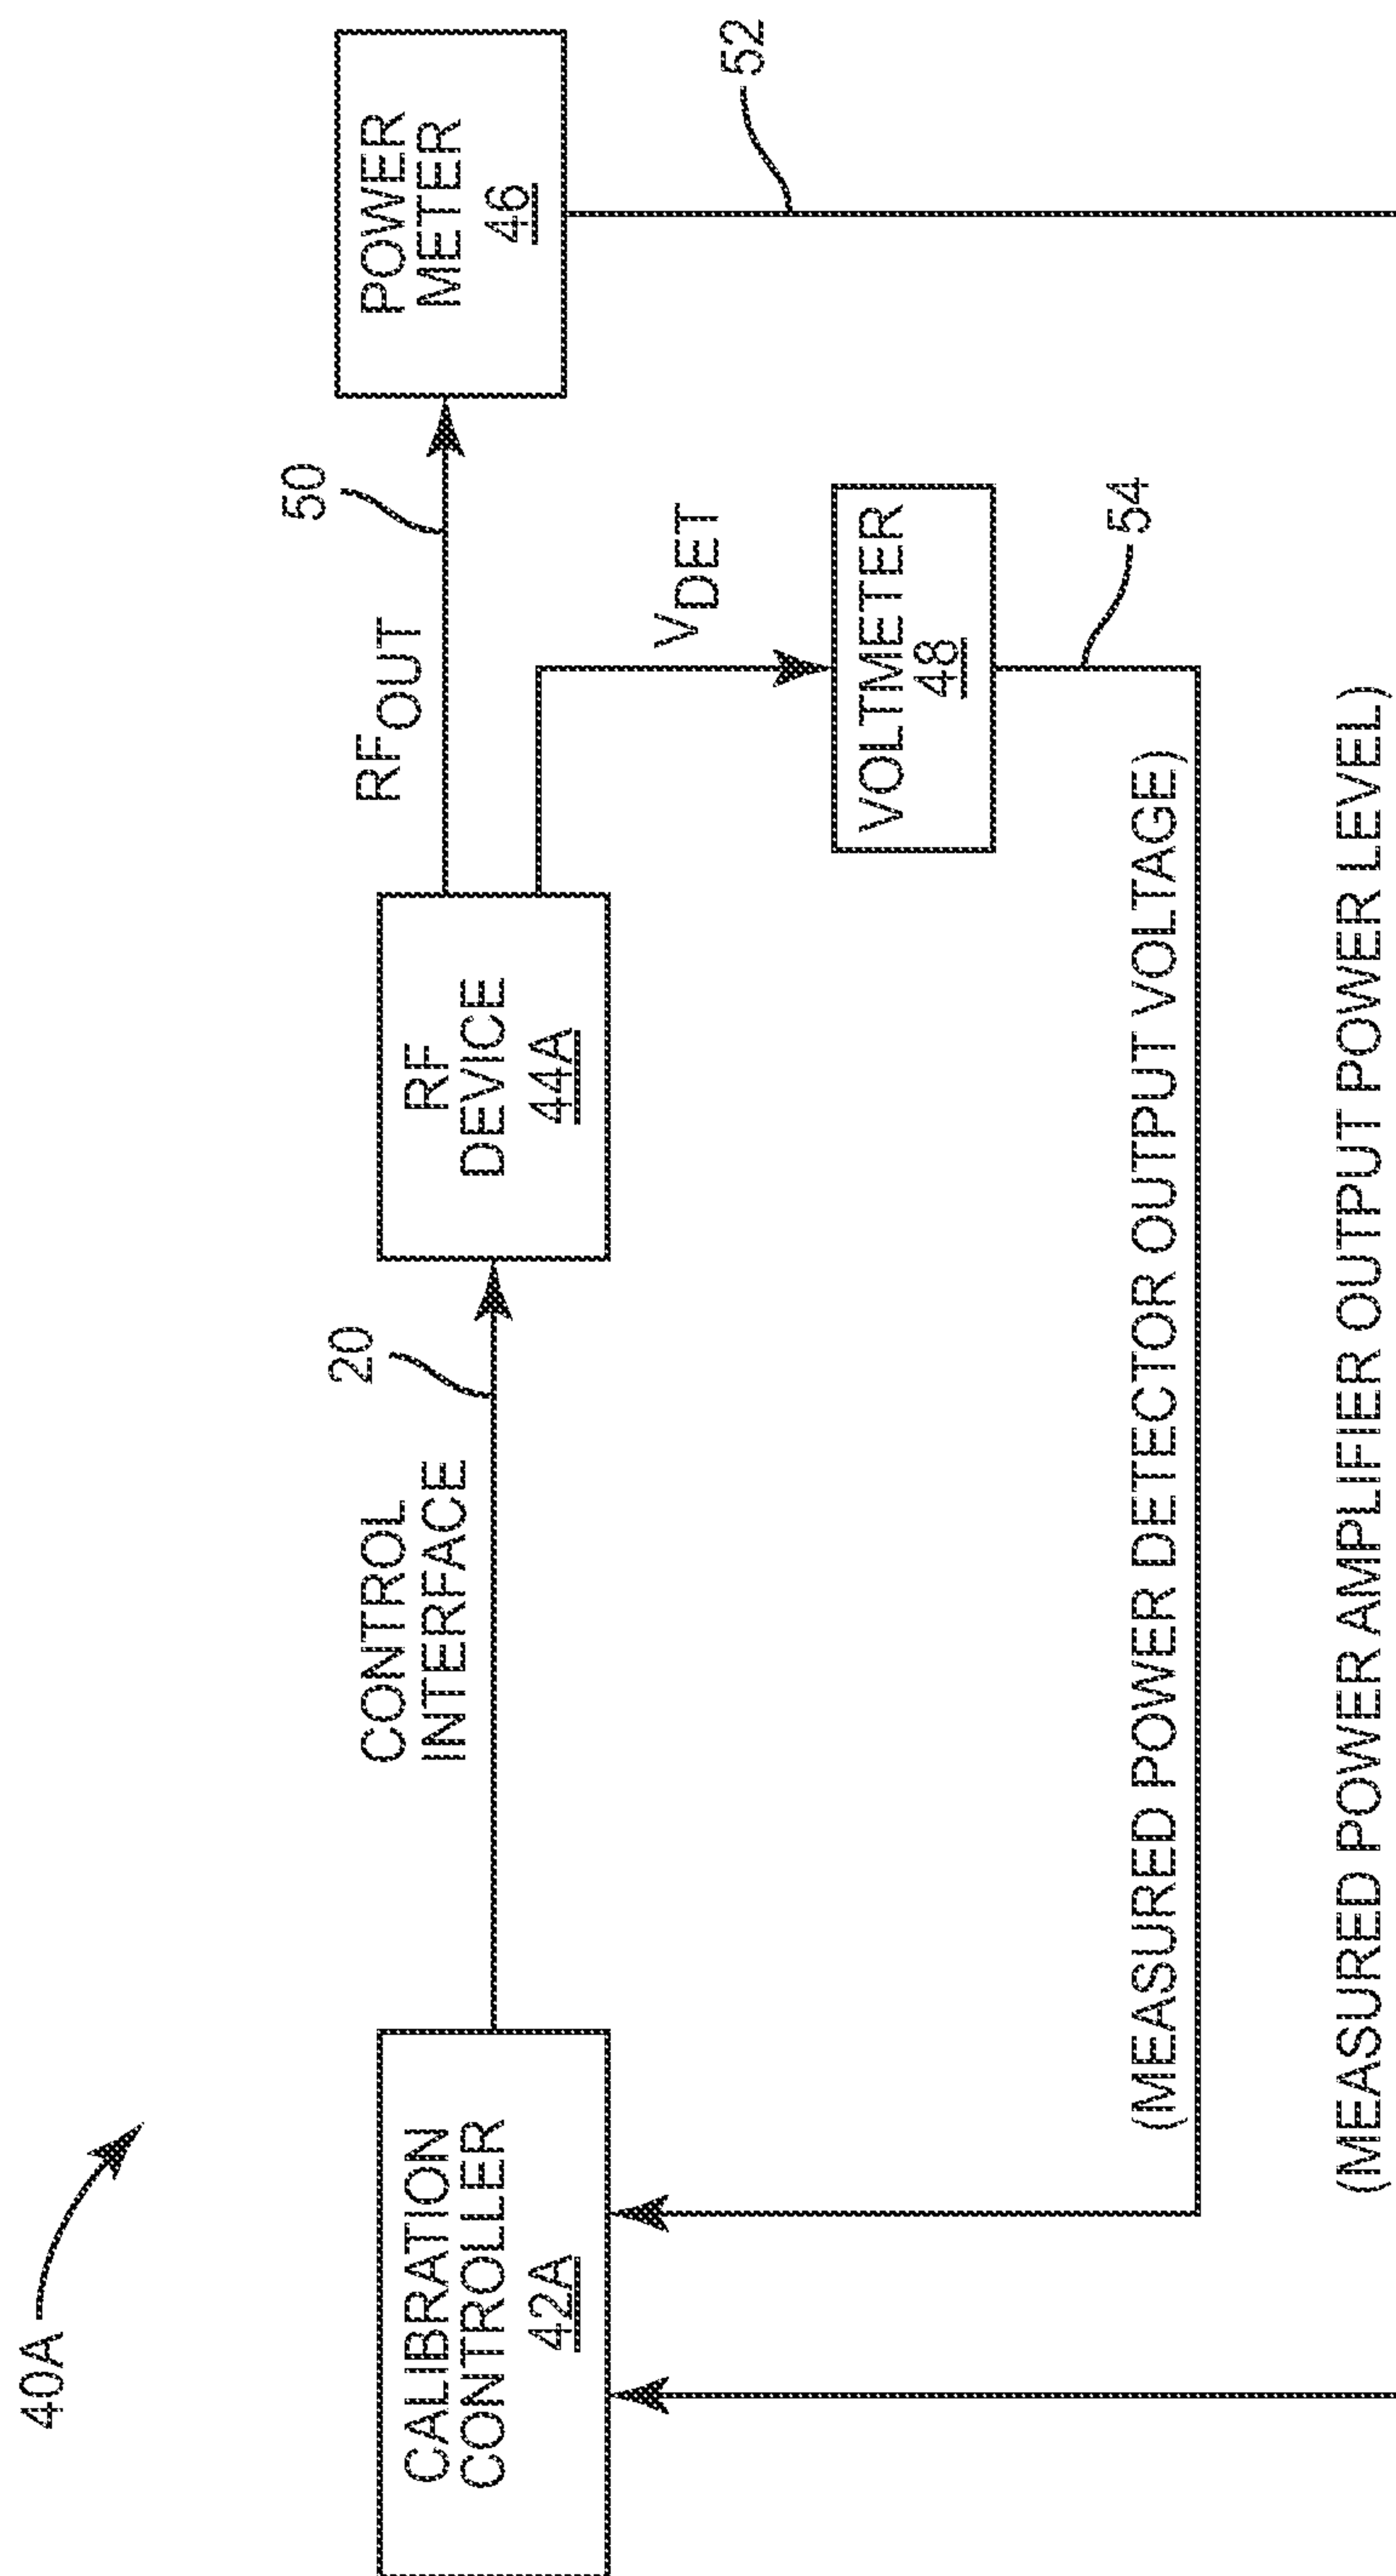 40A
CALIBRATION
CONTROLLER
42A
CONTROL
INTERFACE
20
RF
DEVICE
44A
RFOUT
50
POWER
METER
46
VDET
VOLTMETER
48
52
54
(MEASURED POWER DETECTOR OUTPUT VOLTAGE)
(MEASURED POWER AMPLIFIER OUTPUT POWER LEVEL)